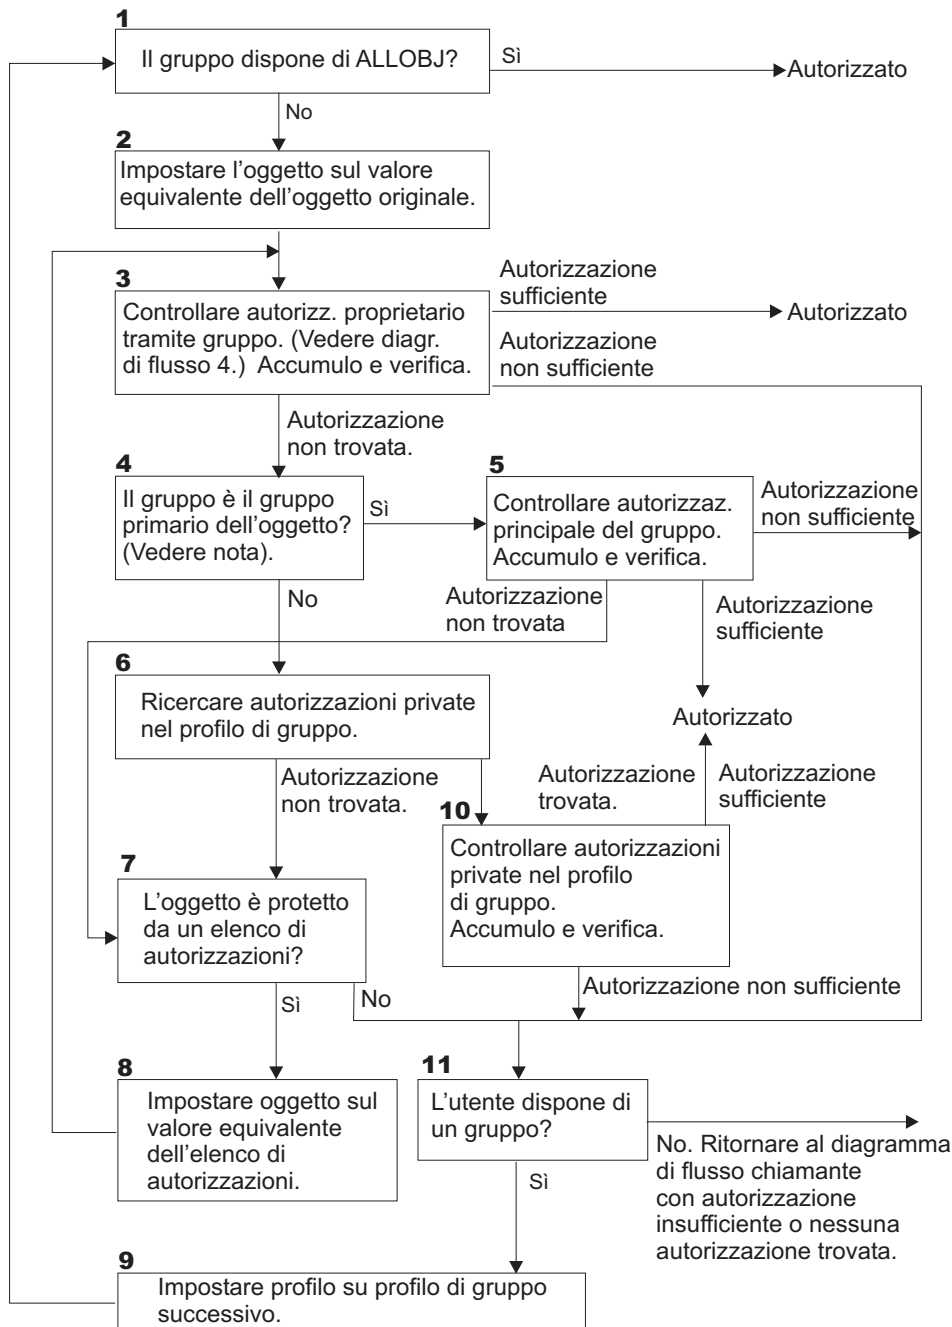 1
Il gruppo dispone di ALLOBJ?
Sì
Autorizzato
No
2
Impostare l'oggetto sul valore
equivalente dell'oggetto originale.
3
Controllare autorizz. proprietario
tramite gruppo. (Vedere diagr.
di flusso 4.) Accumulo e verifica.
Autorizzazione
sufficiente
Autorizzato
Autorizzazione
non sufficiente
Autorizzazione
non trovata.
4
Il gruppo è il gruppo
primario dell'oggetto?
(Vedere nota).
Sì
5
Controllare autorizzaz.
principale del gruppo.
Accumulo e verifica.
Autorizzazione
non sufficiente
No
Autorizzazione
non trovata
Autorizzazione
sufficiente
6
Ricercare autorizzazioni private
nel profilo di gruppo.
Autorizzato
Autorizzazione
non trovata.
Autorizzazione
trovata.
Autorizzazione
sufficiente
10
Controllare autorizzazioni
private nel profilo
di gruppo.
Accumulo e verifica.
7
L'oggetto è protetto
da un elenco di
autorizzazioni?
Sì
No
Autorizzazione non sufficiente
8
Impostare oggetto sul
valore equivalente
dell'elenco di
autorizzazioni.
11
L'utente dispone di
un gruppo?
No. Ritornare al diagramma
di flusso chiamante
con autorizzazione
insufficiente o nessuna
autorizzazione trovata.
Sì
9
Impostare profilo su profilo di gruppo
successivo.